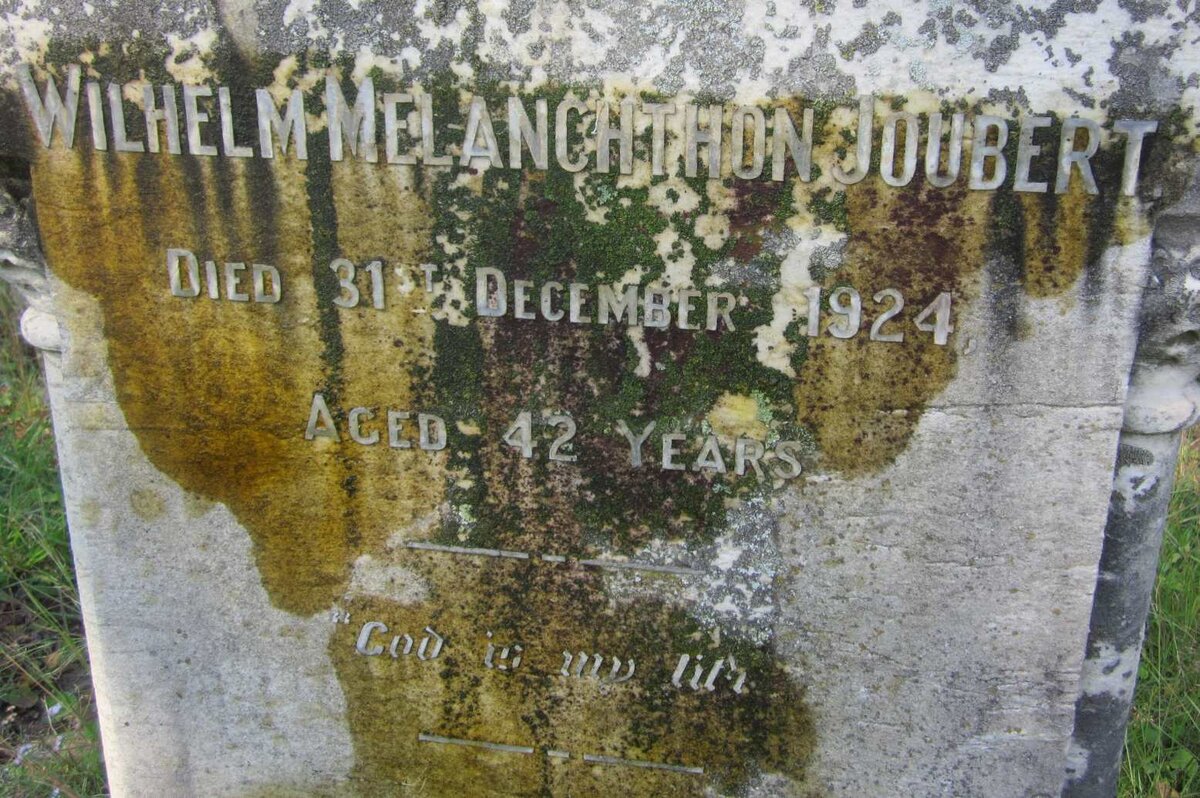 WILHELM MELANCHTHON JOUBERT
DIED 31ST DECEMBER 1924,
AGED 42 YEARS
"God is my life